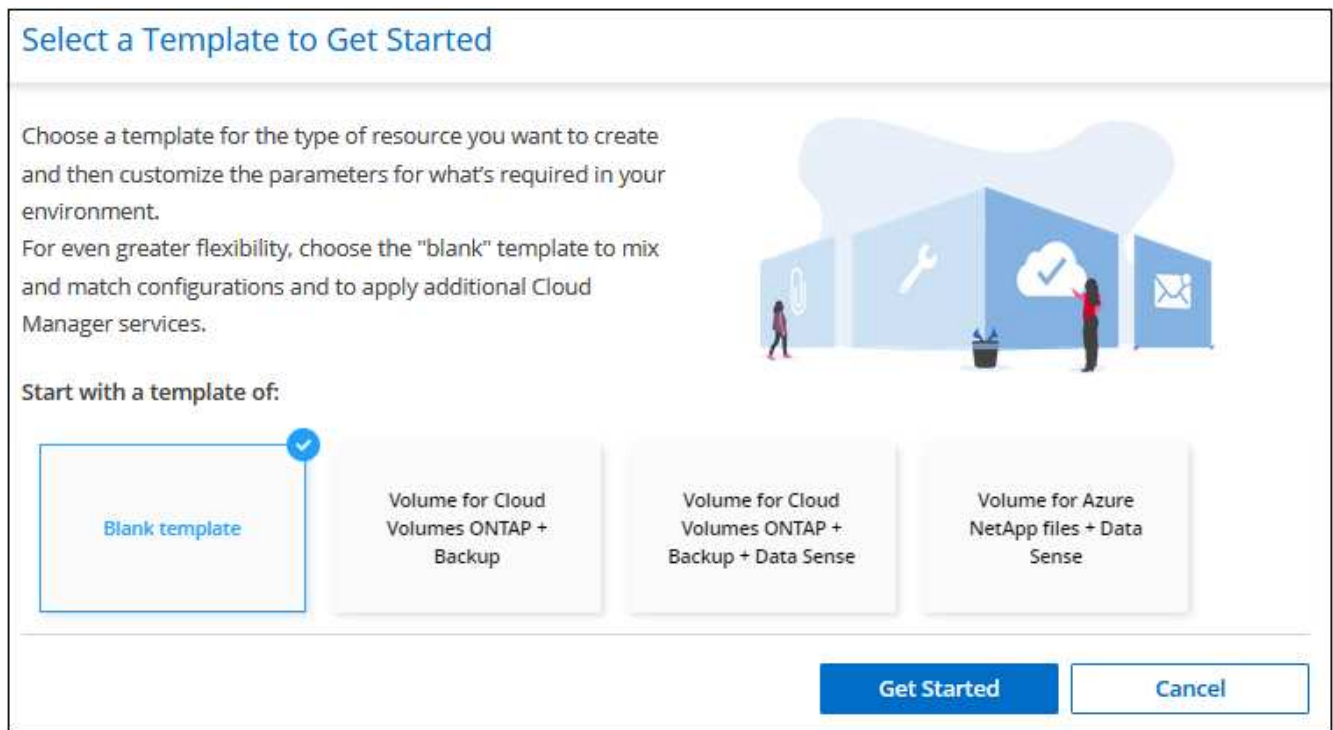 Select a Template to Get Started
Choose a template for the type of resource you want to create
and then customize the parameters for what's required in your
environment.
For even greater flexibility, choose the "blank" template to mix
and match configurations and to apply additional Cloud
Manager services.
Start with a template of:
Blank template
Volume for Cloud
Volumes ONTAP +
Backup
Volume for Cloud
Volumes ONTAP +
Backup + Data Sense
Volume for Azure
NetApp files + Data
Sense
Get Started
Cancel